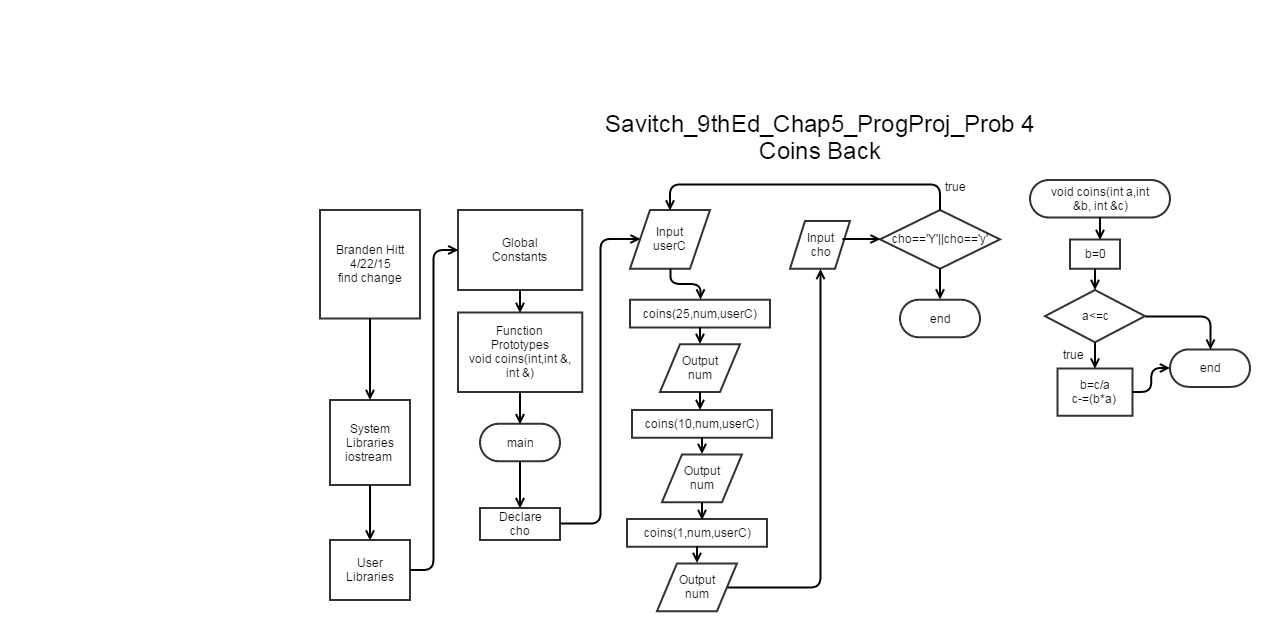 Savitch_9thEd_Chap5_ProgProj_Prob 4
Coins Back
Branden Hitt
4/22/15
find change
System
Libraries
iostream
User
Libraries
Global
Constants
Function
Prototypes
void coins(int,int &,
int &)
main
Declare
cho
Input
userC
coins(25,num,userC)
Output
num
coins(10,num,userC)
Output
num
coins(1,num,userC)
Output
num
Input
cho
cho=='Y'||cho=='y'
true
end
void coins(int a,int
&b, int &c)
b=0
a<=c
true
b=c/a
c-=(b*a)
end